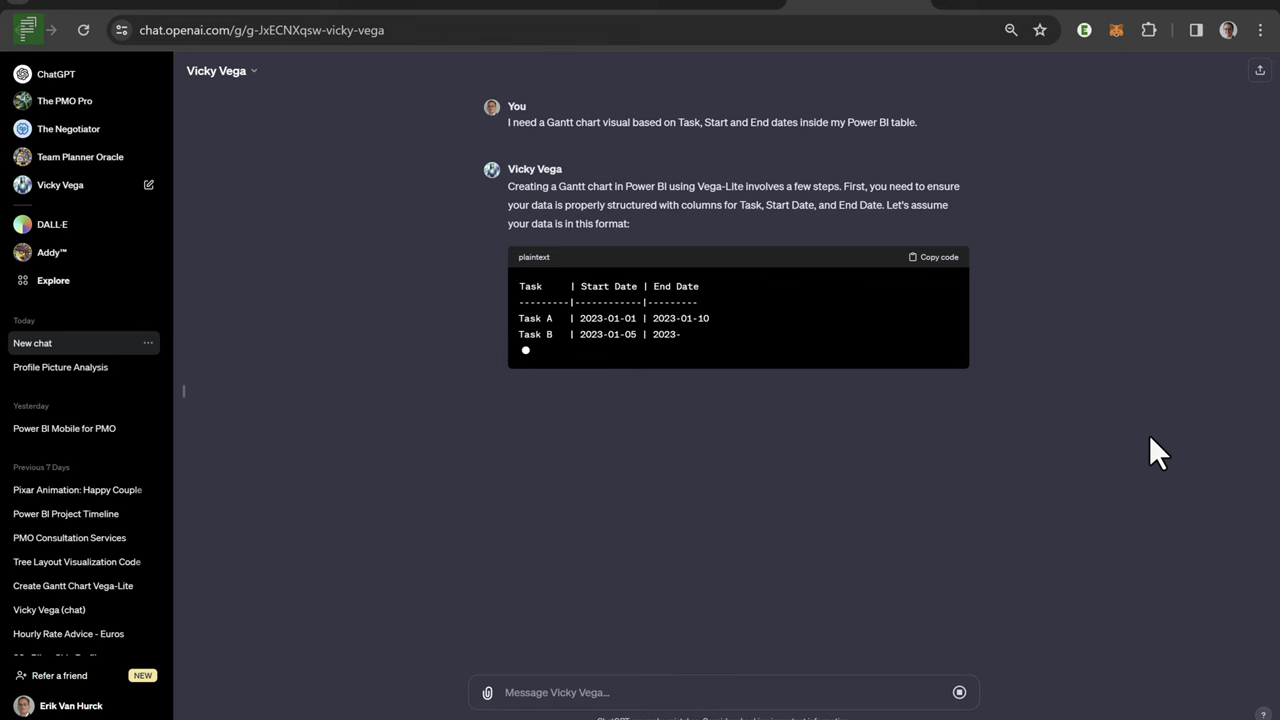 chat.openai.com/g/g-JxECNXqsw-vicky-vega
ChatGPT
The PMO Pro
The Negotiator
Team Planner Oracle
Vicky Vega
DALL·E
Addy™
Explore
Today
New chat
Profile Picture Analysis
Yesterday
Power BI Mobile for PMO
Previous 7 Days
Pixar Animation: Happy Couple
Power BI Project Timeline
PMO Consultation Services
Tree Layout Visualization Code
Create Gantt Chart Vega-Lite
Vicky Vega (chat)
Hourly Rate Advice - Euros
Refer a friend NEW
Erik Van Hurck
Vicky Vega
You
I need a Gantt chart visual based on Task, Start and End dates inside my Power BI table.
Vicky Vega
Creating a Gantt chart in Power BI using Vega-Lite involves a few steps. First, you need to ensure
your data is properly structured with columns for Task, Start Date, and End Date. Let's assume
your data is in this format:
plaintext Copy code
Task | Start Date | End Date
---------|------------|---------
Task A | 2023-01-01 | 2023-01-10
Task B | 2023-01-05 | 2023-
Message Vicky Vega...
?